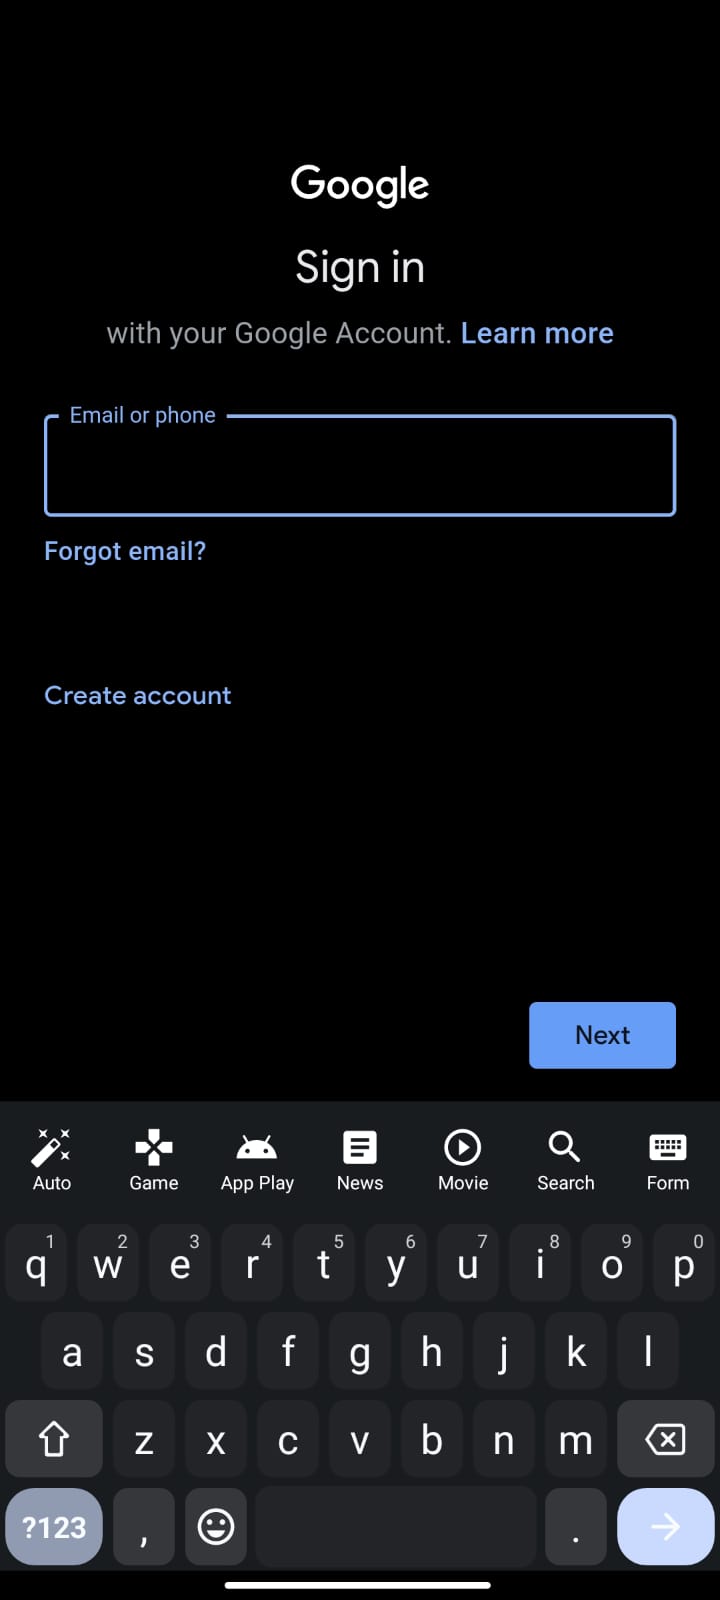 Google
Sign in
with your Google Account. Learn more
Email or phone
Forgot email?
Create account
Next
Auto Game App Play News Movie Search Form
1 2 3 4 5 6 7 8 9 0
q w e r t y u i o p
a s d f g h j k l
z x c v b n m
?123 , .